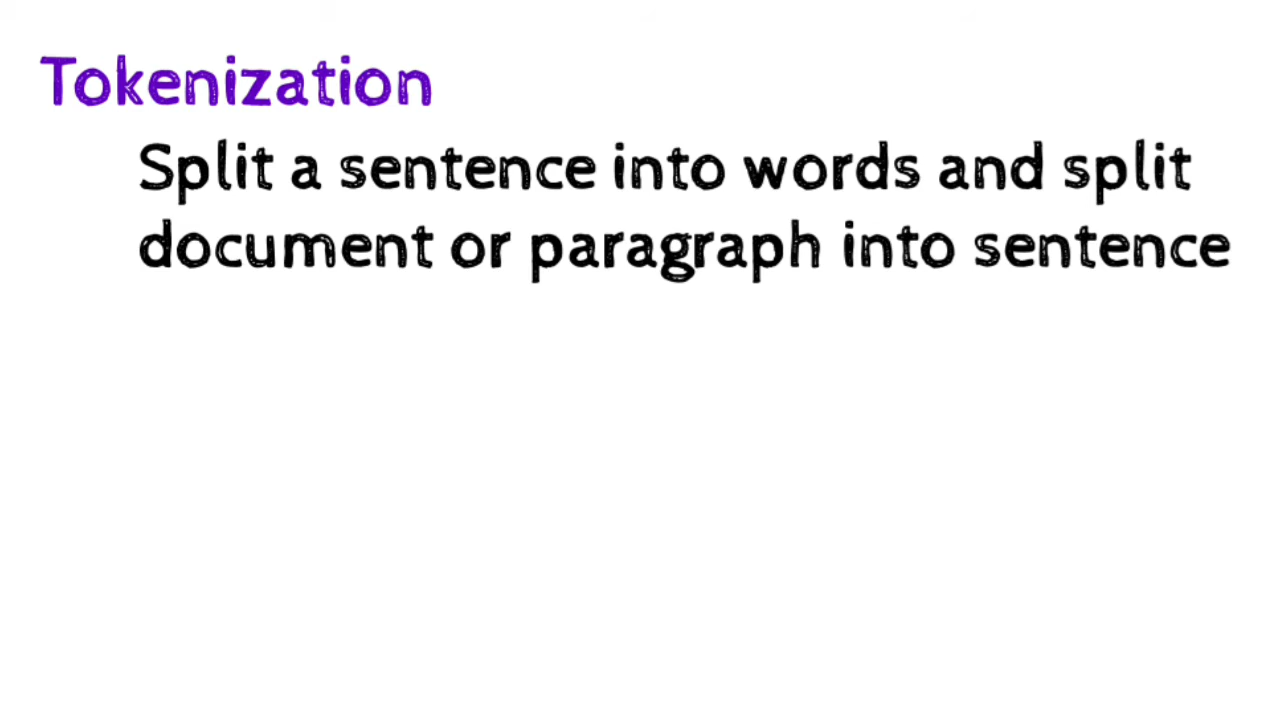 Tokenization
Split a sentence into words and split
document or paragraph into sentence